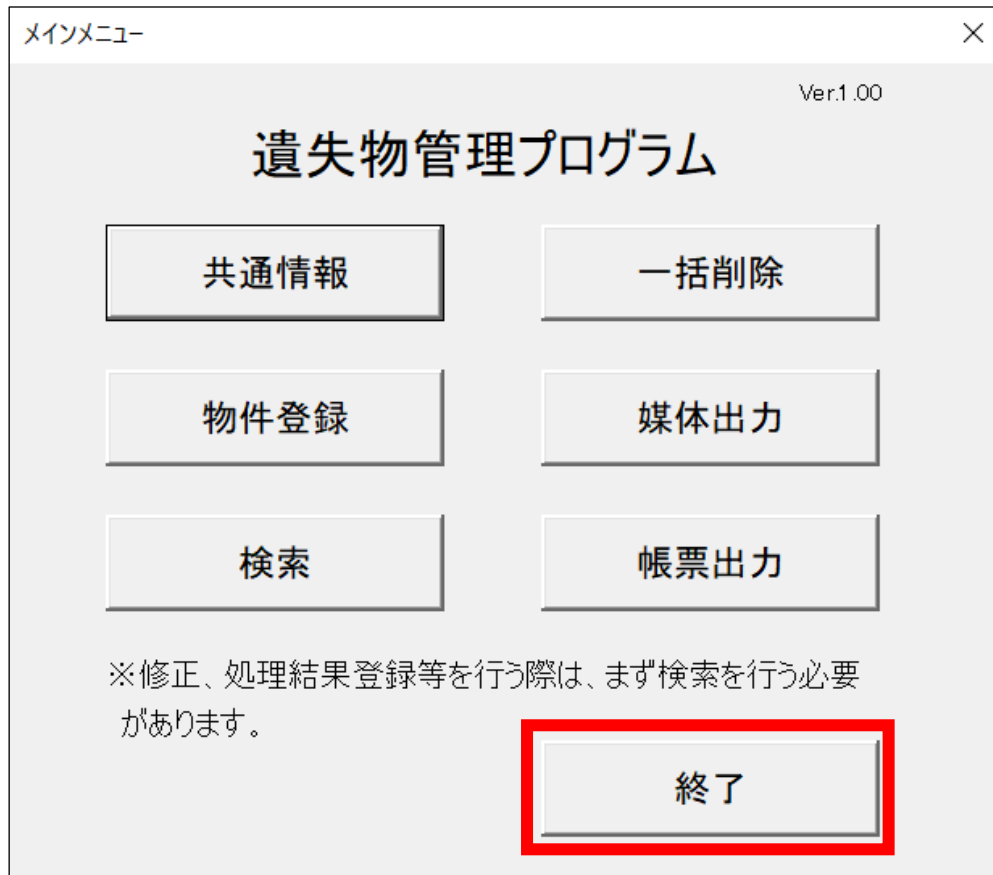 メインメニュー
Ver.1.00
遺失物管理プログラム
共通情報
一括削除
物件登録
媒体出力
検索
帳票出力
※修正、処理結果登録等を行う際は、まず検索を行う必要
があります。
終了